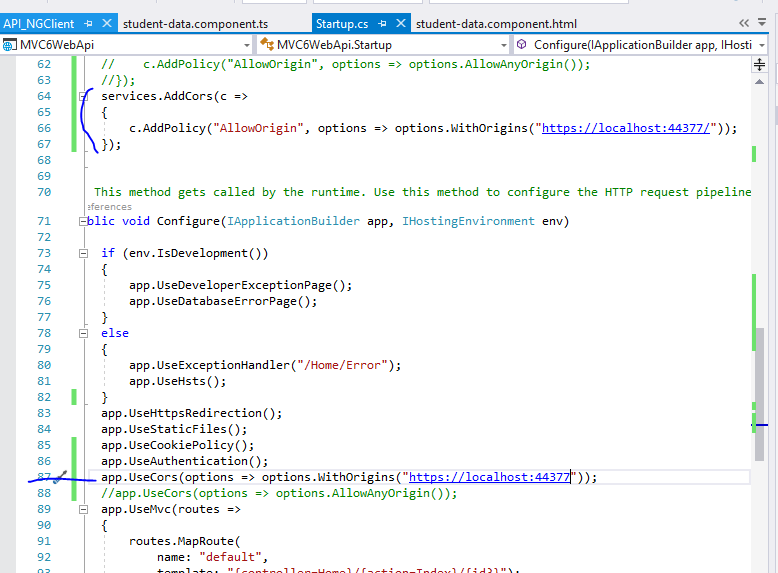 API_NGClient student-data.component.ts Startup.cs student-data.component.html
MVC6WebApi MVC6WebApi.Startup Configure(IApplicationBuilder app, IHosti
62 // c.AddPolicy("AllowOrigin", options => options.AllowAnyOrigin());
63 //});
64 services.AddCors(c =>
65 {
66 c.AddPolicy("AllowOrigin", options => options.WithOrigins("https://localhost:44377/"));
67 });
68
69
70 This method gets called by the runtime. Use this method to configure the HTTP request pipeline
eferences
71 blic void Configure(IApplicationBuilder app, IHostingEnvironment env)
72
73 if (env.IsDevelopment())
74 {
75 app.UseDeveloperExceptionPage();
76 app.UseDatabaseErrorPage();
77 }
78 else
79 {
80 app.UseExceptionHandler("/Home/Error");
81 app.UseHsts();
82 }
83 app.UseHttpsRedirection();
84 app.UseStaticFiles();
85 app.UseCookiePolicy();
86 app.UseAuthentication();
87 app.UseCors(options => options.WithOrigins("https://localhost:44377"));
88 //app.UseCors(options => options.AllowAnyOrigin());
89 app.UseMvc(routes =>
90 {
91 routes.MapRoute(
92 name: "default",
93 template: "{controller=Home}/{action=Index}/{id?}");